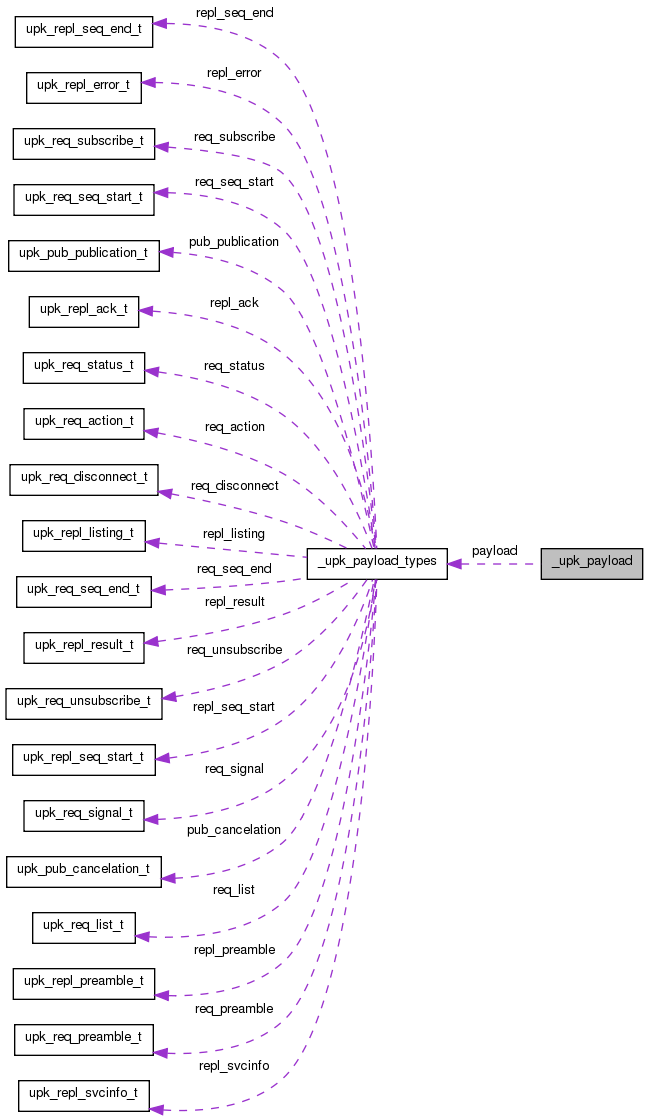 repl_seq_end
upk_repl_seq_end_t
repl_error
upk_repl_error_t
req_subscribe
upk_req_subscribe_t
req_seq_start
upk_req_seq_start_t
pub_publication
upk_pub_publication_t
repl_ack
upk_repl_ack_t
req_status
upk_req_status_t
req_action
upk_req_action_t
req_disconnect
upk_req_disconnect_t
repl_listing
upk_repl_listing_t
payload
_upk_payload_types
_upk_payload
req_seq_end
upk_req_seq_end_t
repl_result
upk_repl_result_t
req_unsubscribe
upk_req_unsubscribe_t
repl_seq_start
upk_repl_seq_start_t
req_signal
upk_req_signal_t
pub_cancelation
upk_pub_cancelation_t
req_list
upk_req_list_t
repl_preamble
upk_repl_preamble_t
req_preamble
upk_req_preamble_t
repl_svcinfo
upk_repl_svcinfo_t